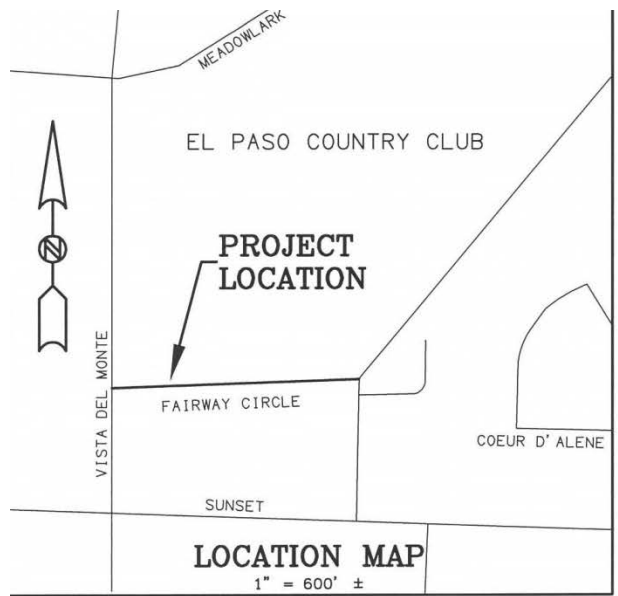 MEADOWLARK
EL PASO COUNTRY CLUB
N
PROJECT
LOCATION
VISTA DEL MONTE
FAIRWAY CIRCLE
COEUR D'ALENE
SUNSET
LOCATION MAP
1" = 600' ±